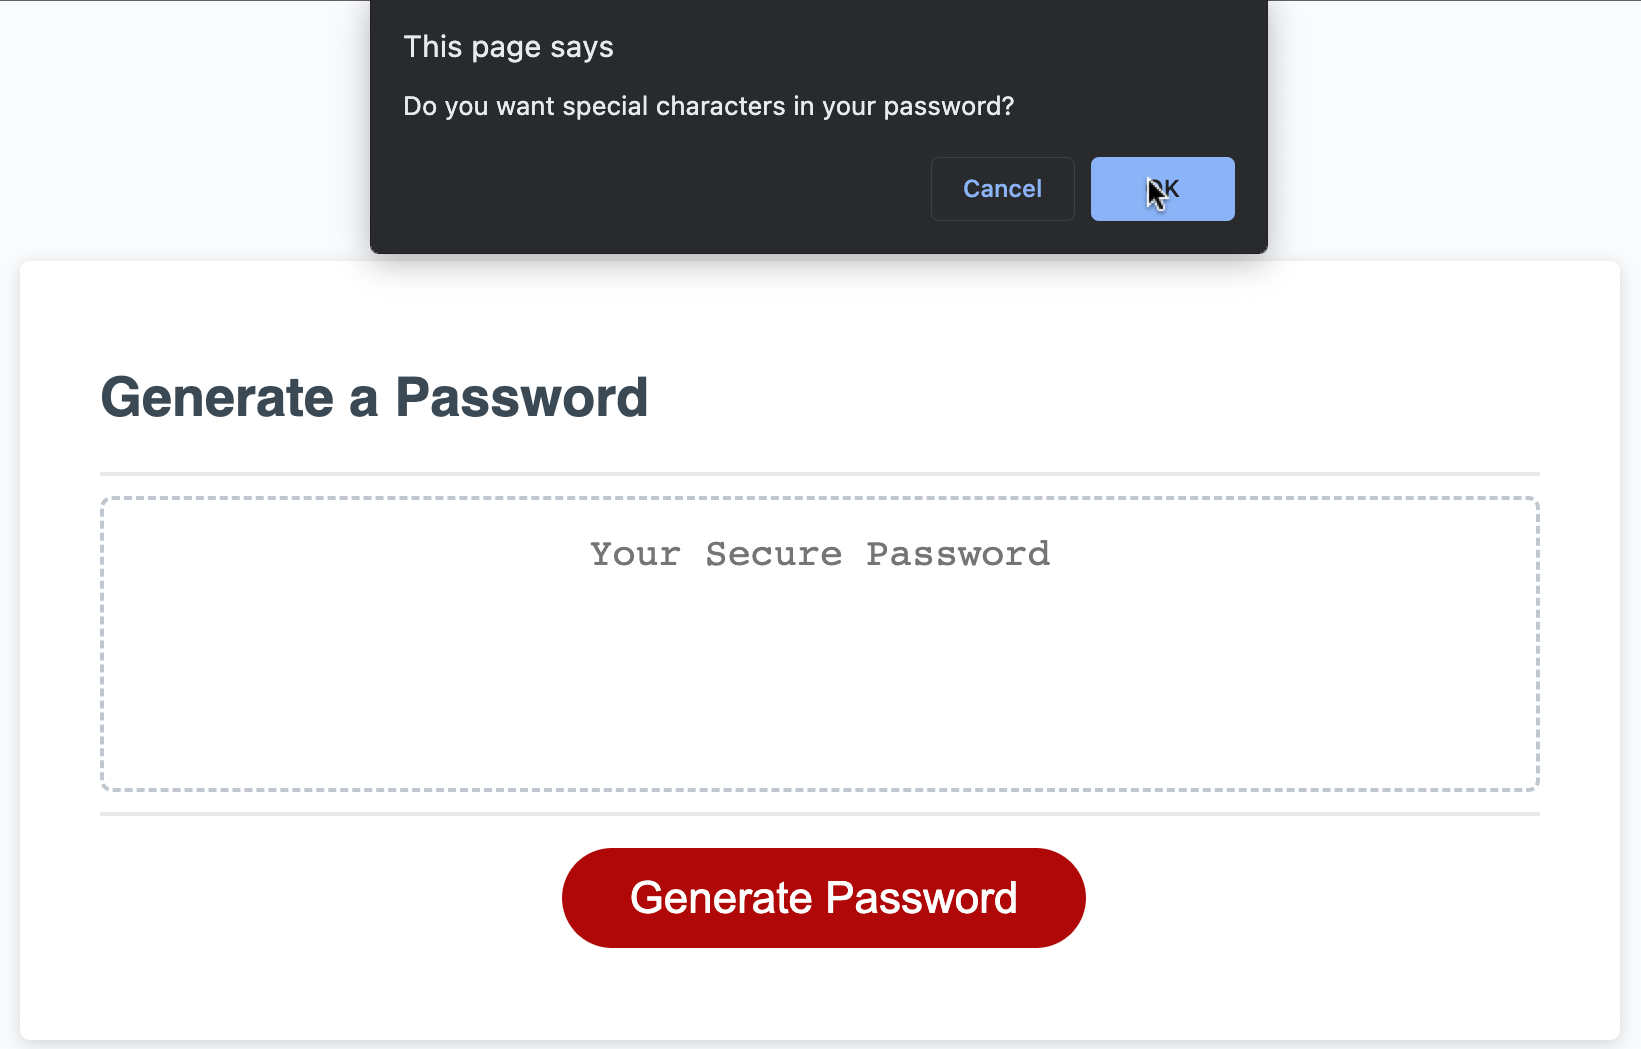 This page says
Do you want special characters in your password?
Cancel
OK
Generate a Password
Your Secure Password
Generate Password